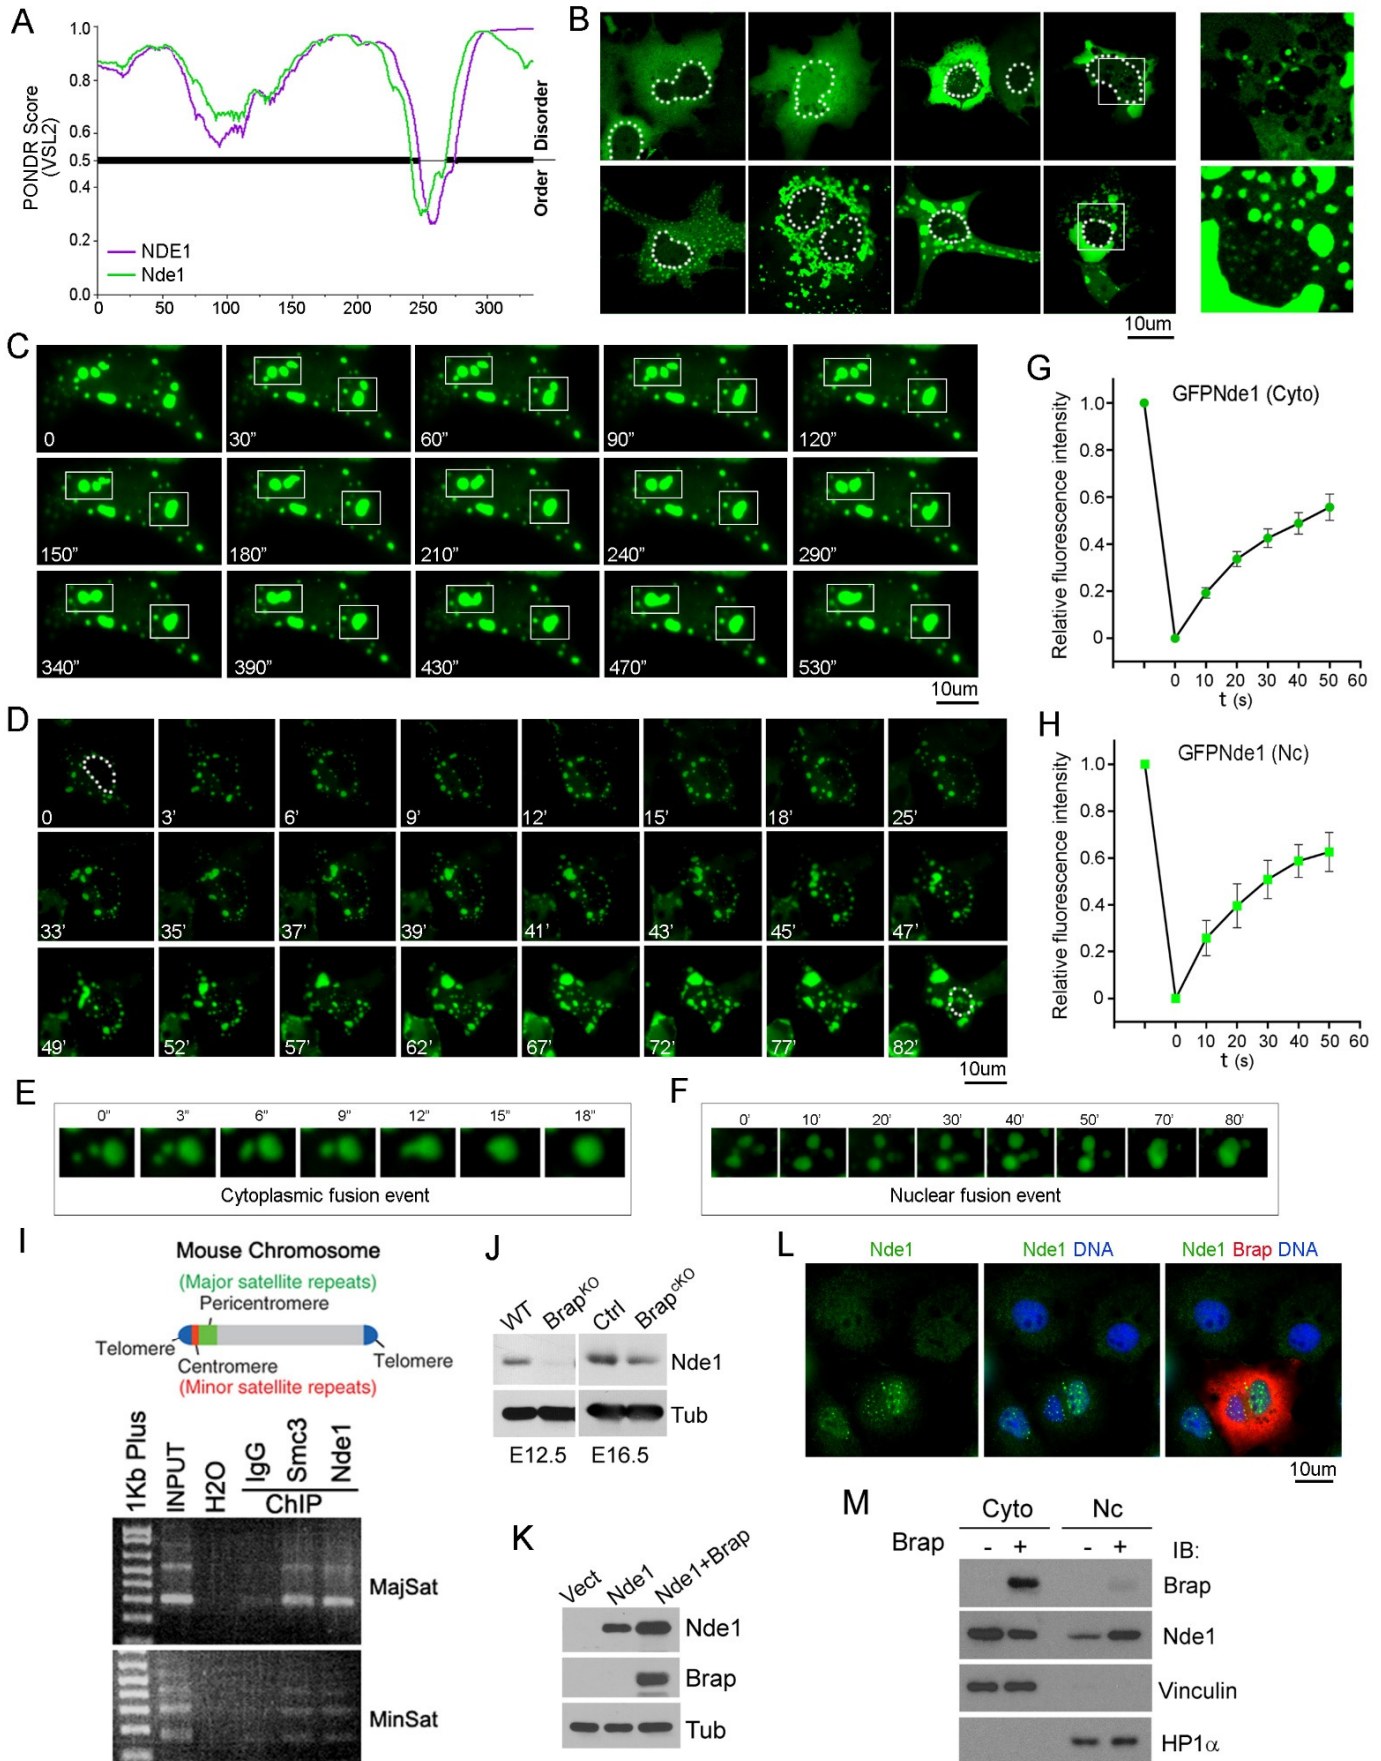 A
1.0
0.8
0.6
0.5
0.4
0.2
0.0
PONDR Score
(VSL2)
Disorder
Order
NDE1
Nde1
0 50 100 150 200 250 300
B
10um
C
0 30” 60” 90” 120”
150” 180” 210” 240” 290”
340” 390” 430” 470” 530”
10um
D
0 3’ 6’ 9’ 12’ 15’ 18’ 25’
33’ 35’ 37’ 39’ 41’ 43’ 45’ 47’
49’ 52’ 57’ 62’ 67’ 72’ 77’ 82’
10um
G
GFPNde1 (Cyto)
Relative fluorescence intensity
1.0
0.8
0.6
0.4
0.2
0
0 10 20 30 40 50 60
t (s)
H
GFPNde1 (Nc)
Relative fluorescence intensity
1.0
0.8
0.6
0.4
0.2
0
0 10 20 30 40 50 60
t (s)
E
0" 3" 6" 9" 12" 15" 18"
Cytoplasmic fusion event
F
0' 10' 20' 30' 40' 50' 70' 80'
Nuclear fusion event
I
Mouse Chromosome
(Major satellite repeats)
Pericentromere
Telomere
Telomere
Centromere
(Minor satellite repeats)
1Kb Plus INPUT H2O IgG Smc3 Nde1
ChIP
MajSat
MinSat
J
WT Brap KO Ctrl Brap cKO
Nde1
Tub
E12.5 E16.5
K
Vect Nde1 Nde1+Brap
Nde1
Brap
Tub
L
Nde1 Nde1 DNA Nde1 Brap DNA
10um
M
Cyto Nc
Brap - + - + IB:
Brap
Nde1
Vinculin
HP1α